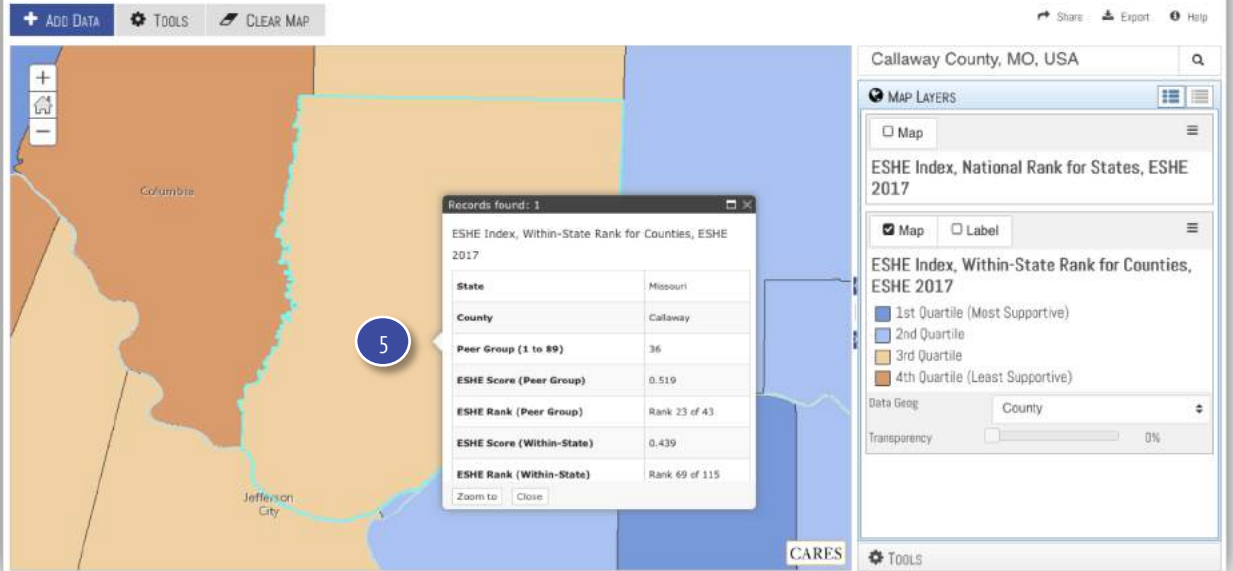 ADD DATA TOOLS CLEAR MAP Share Export Help
Callaway County, MO, USA
MAP LAYERS
Map
ESHE Index, National Rank for States, ESHE
2017
Map Label
ESHE Index, Within-State Rank for Counties,
ESHE 2017
1st Quartile (Most Supportive)
2nd Quartile
3rd Quartile
4th Quartile (Least Supportive)
Data Geog County
Transparency 0%
TOOLS
Columbia
Jefferson
City
5
Records found: 1
ESHE Index, Within-State Rank for Counties, ESHE
2017
State Missouri
County Callaway
Peer Group (1 to 89) 36
ESHE Score (Peer Group) 0.519
ESHE Rank (Peer Group) Rank 23 of 43
ESHE Score (Within-State) 0.439
ESHE Rank (Within-State) Rank 69 of 115
Zoom to Close
CARES